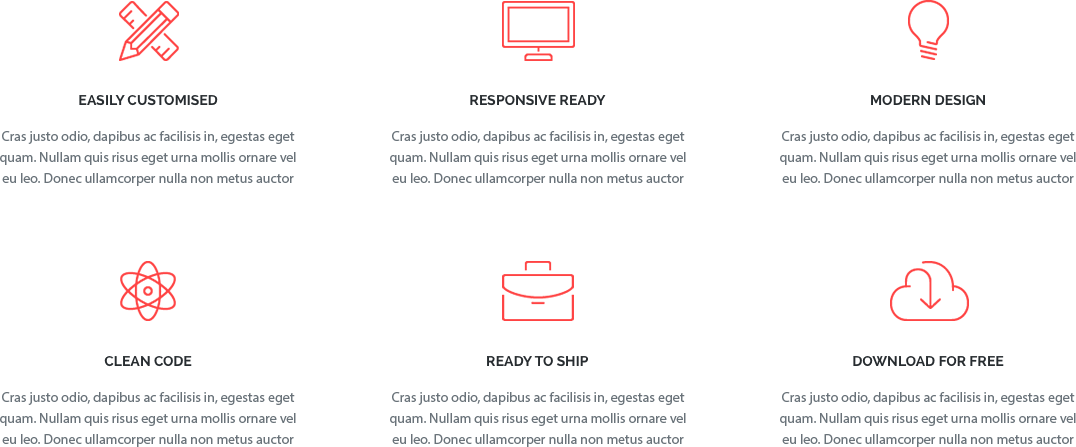 EASILY CUSTOMISED
Cras justo odio, dapibus ac facilisis in, egestas eget
quam. Nullam quis risus eget urna mollis ornare vel
eu leo. Donec ullamcorper nulla non metus auctor
RESPONSIVE READY
Cras justo odio, dapibus ac facilisis in, egestas eget
quam. Nullam quis risus eget urna mollis ornare vel
eu leo. Donec ullamcorper nulla non metus auctor
MODERN DESIGN
Cras justo odio, dapibus ac facilisis in, egestas eget
quam. Nullam quis risus eget urna mollis ornare vel
eu leo. Donec ullamcorper nulla non metus auctor
CLEAN CODE
Cras justo odio, dapibus ac facilisis in, egestas eget
quam. Nullam quis risus eget urna mollis ornare vel
eu leo. Donec ullamcorper nulla non metus auctor
READY TO SHIP
Cras justo odio, dapibus ac facilisis in, egestas eget
quam. Nullam quis risus eget urna mollis ornare vel
eu leo. Donec ullamcorper nulla non metus auctor
DOWNLOAD FOR FREE
Cras justo odio, dapibus ac facilisis in, egestas eget
quam. Nullam quis risus eget urna mollis ornare vel
eu leo. Donec ullamcorper nulla non metus auctor